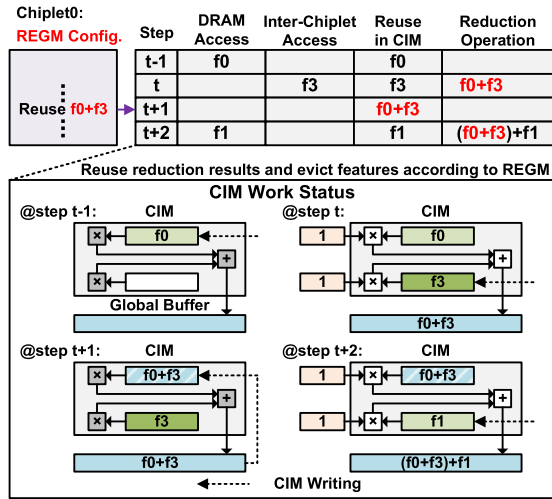 Chiplet0:
REGM Config.
Reuse f0+f3
Step DRAM Access Inter-Chiplet Access Reuse in CIM Reduction Operation
t-1 f0 f0
t f3 f3 f0+f3
t+1 f0+f3
t+2 f1 f1 (f0+f3)+f1
Reuse reduction results and evict features according to REGM
CIM Work Status
@step t-1: CIM @step t: CIM
× f0 + 1 × f0 +
× 1 × f3
Global Buffer
f0+f3
@step t+1: CIM @step t+2: CIM
× f0+f3 + 1 × f0+f3 +
× f3 1 × f1
f0+f3 (f0+f3)+f1
CIM Writing